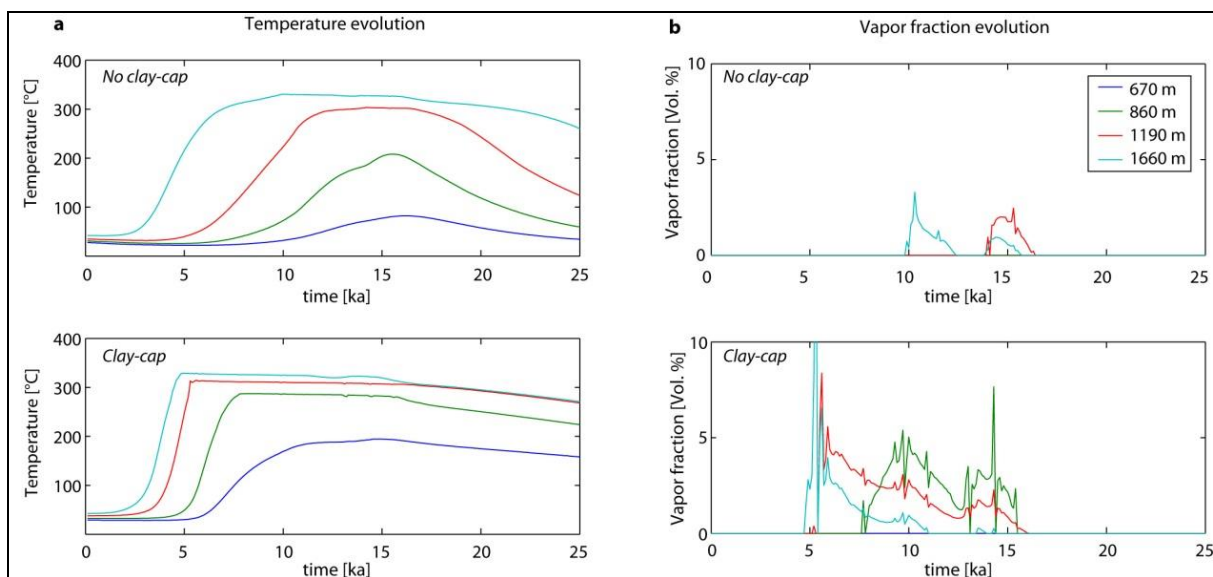 a Temperature evolution
No clay-cap
Temperature [°C]
400
300
200
100
0 5 10 15 20 25
time [ka]
Clay-cap
Temperature [°C]
400
300
200
100
0 5 10 15 20 25
time [ka]
b Vapor fraction evolution
No clay-cap
Vapor fraction [Vol. %]
10
5
0
670 m
860 m
1190 m
1660 m
0 5 10 15 20 25
time [ka]
Clay-cap
Vapor fraction [Vol. %]
10
5
0
0 5 10 15 20 25
time [ka]